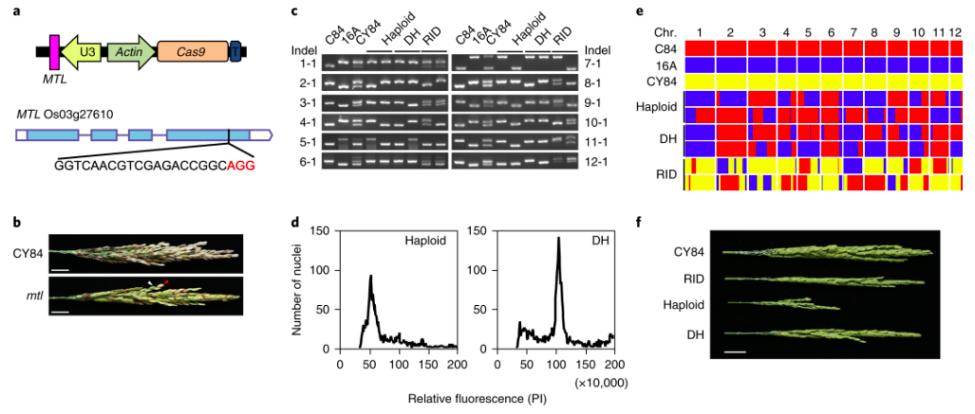 a
U3
Actin
Cas9
T
MTL
MTL Os03g27610
GGTCAACGTCGAGACCGGCAGG
b
CY84
mtl
c
C84 16A CY84 Haploid DH RID Haploid DH RID
C84 16A CY84
Indel
Indel
1-1
7-1
2-1
8-1
3-1
9-1
4-1
10-1
5-1
11-1
6-1
12-1
d
Number of nuclei
150
100
50
0
Haploid
0 50 100 150 200
150
100
50
0
DH
0 50 100 150 200
(×10,000)
Relative fluorescence (PI)
e
Chr. 1 2 3 4 5 6 7 8 9 10 11 12
C84
16A
CY84
Haploid
DH
RID
f
CY84
RID
Haploid
DH